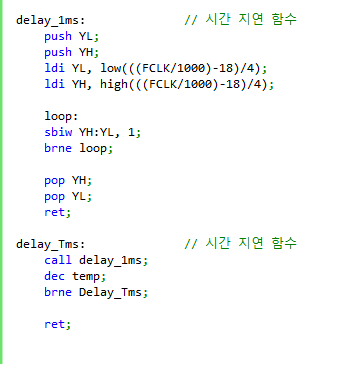 delay_1ms: // 시간 지연 함수
push YL;
push YH;
ldi YL, low(((FCLK/1000)-18)/4);
ldi YH, high(((FCLK/1000)-18)/4);
loop:
sbiw YH:YL, 1;
brne loop;
pop YH;
pop YL;
ret;
delay_Tms: // 시간 지연 함수
call delay_1ms;
dec temp;
brne Delay_Tms;
ret;